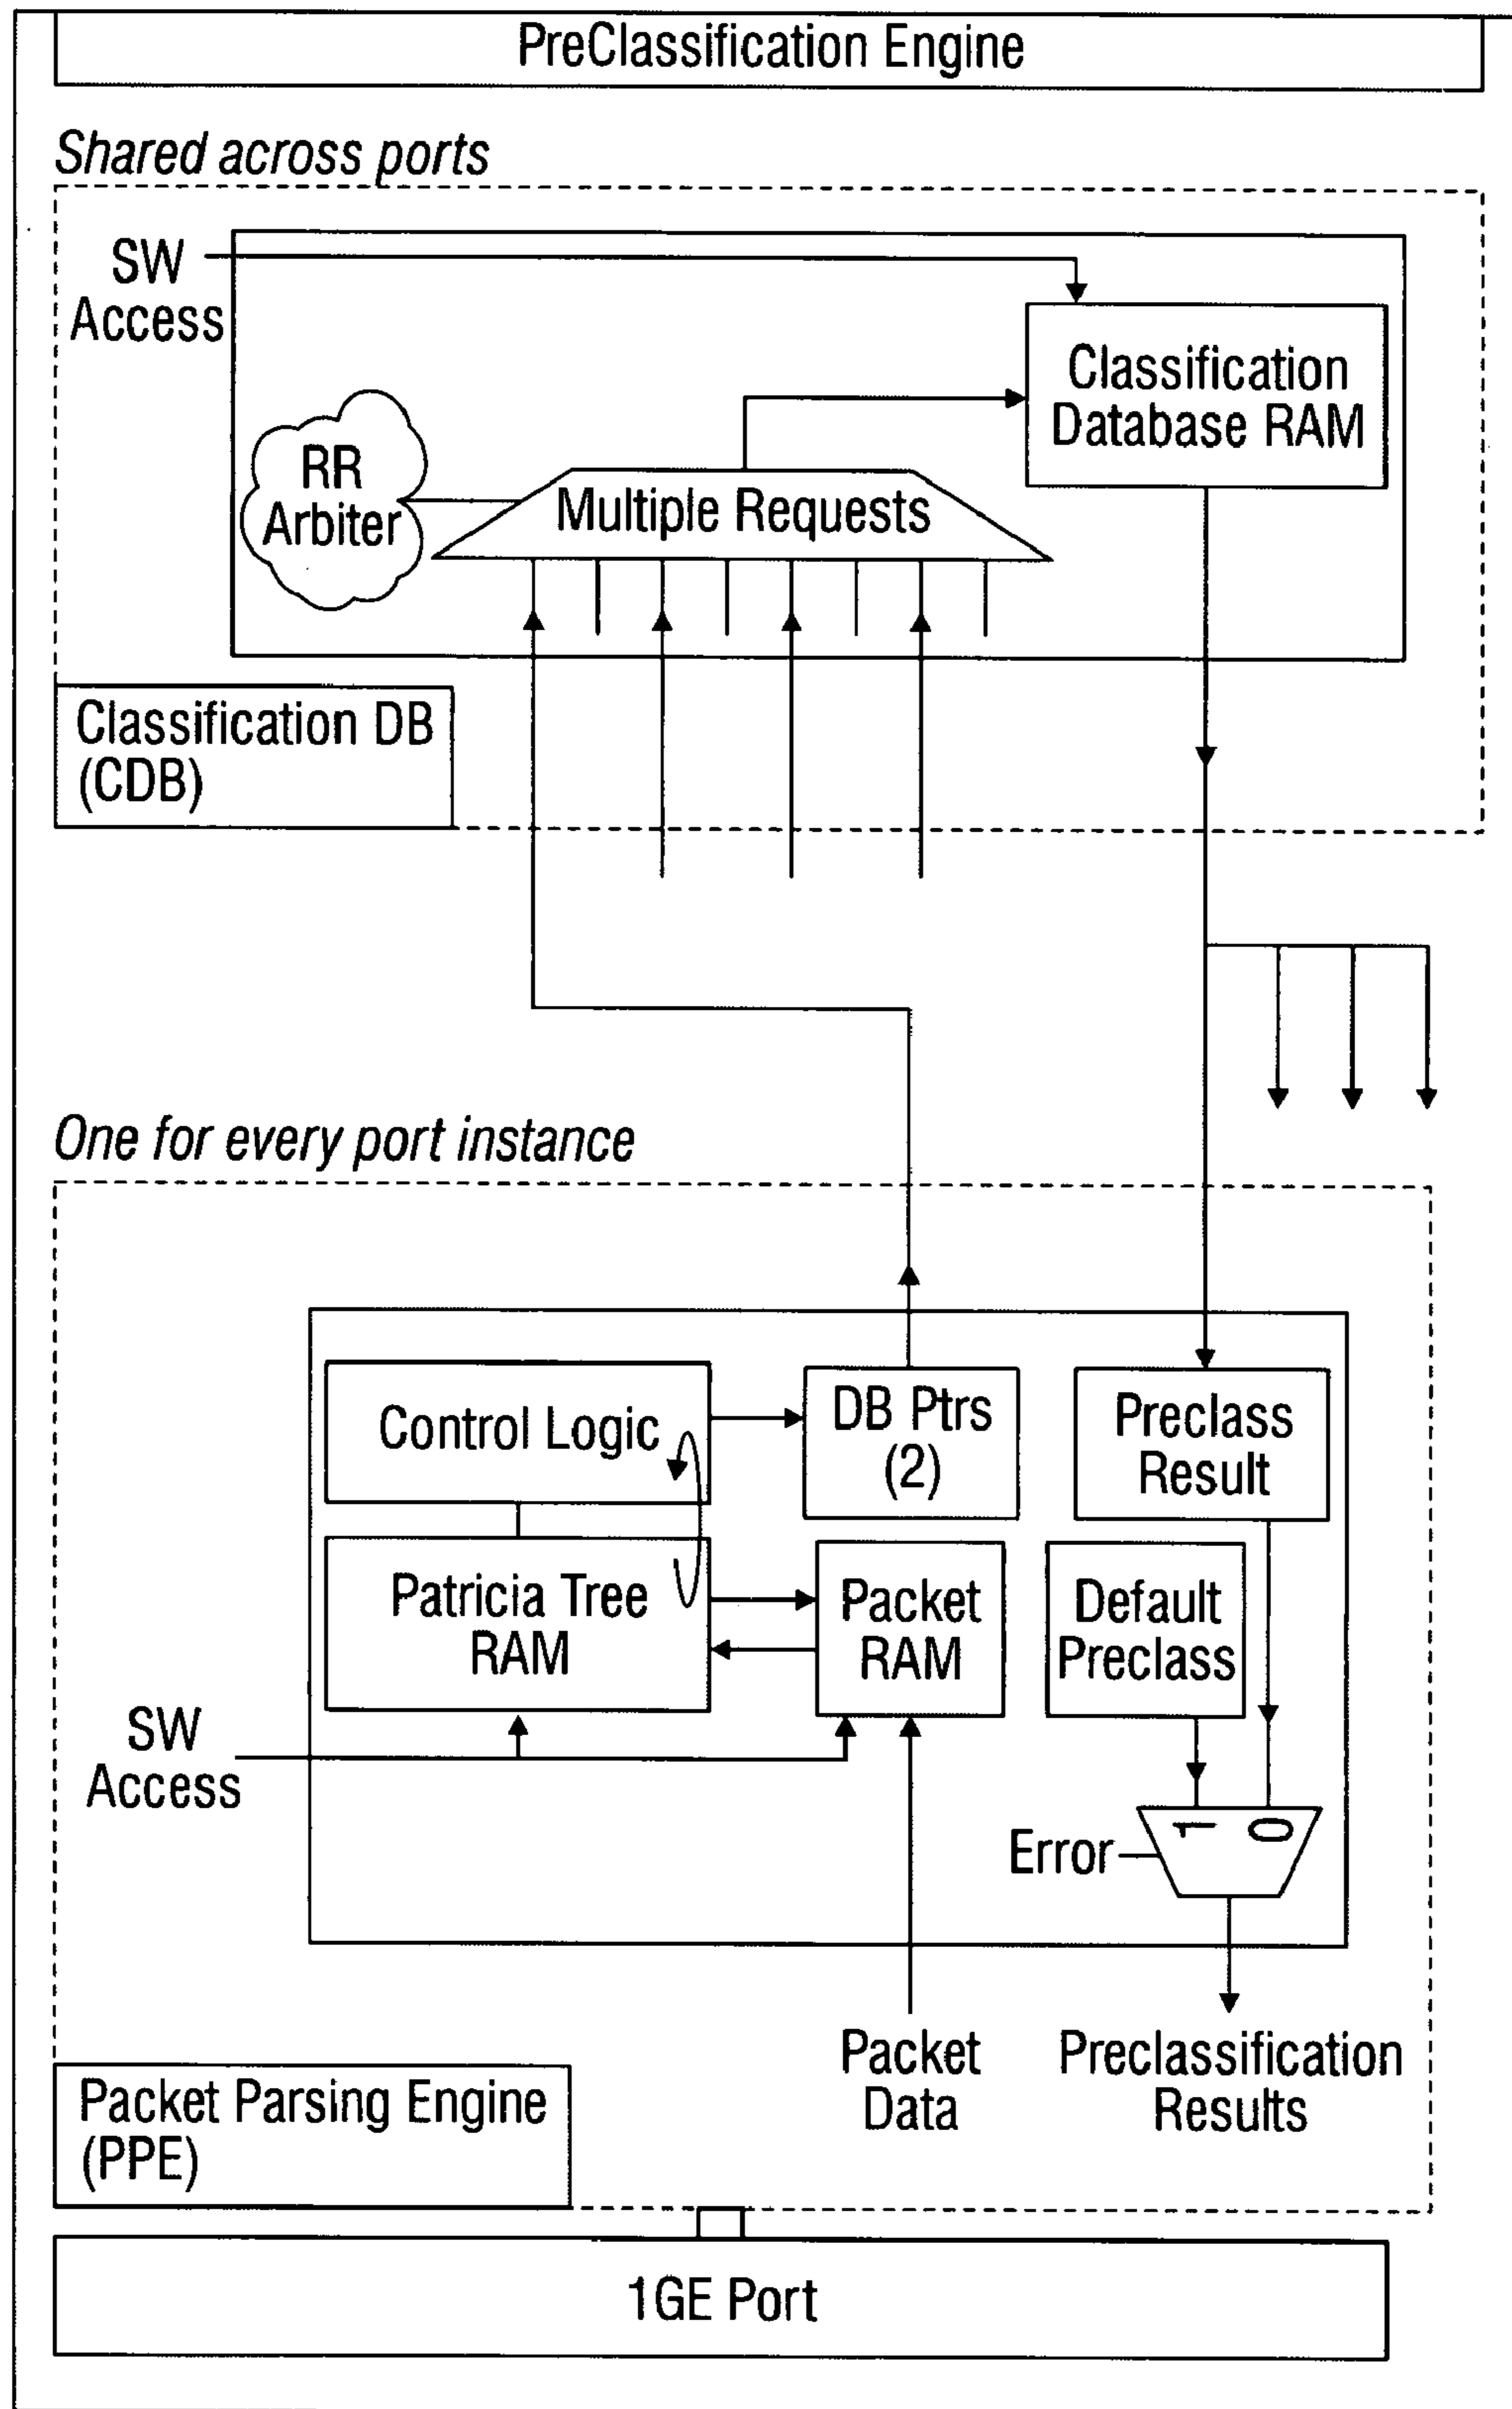 PreClassification Engine
Shared across ports
SW
Access
Classification
Database RAM
RR
Arbiter
Multiple Requests
Classification DB
(CDB)
One for every port instance
Control Logic
DB Ptrs
(2)
Preclass
Result
Patricia Tree
RAM
Packet
RAM
Default
Preclass
SW
Access
1 0
Error
Packet
Data
Preclassification
Results
Packet Parsing Engine
(PPE)
1GE Port